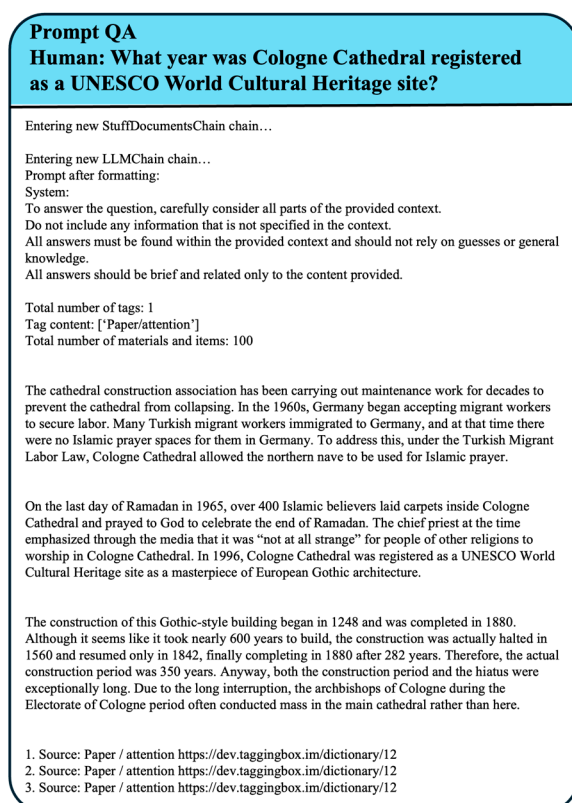 Prompt QA
Human: What year was Cologne Cathedral registered
as a UNESCO World Cultural Heritage site?
Entering new StuffDocumentsChain chain…
Entering new LLMChain chain…
Prompt after formatting:
System:
To answer the question, carefully consider all parts of the provided context.
Do not include any information that is not specified in the context.
All answers must be found within the provided context and should not rely on guesses or general
knowledge.
All answers should be brief and related only to the content provided.
Total number of tags: 1
Tag content: [‘Paper/attention’]
Total number of materials and items: 100
The cathedral construction association has been carrying out maintenance work for decades to
prevent the cathedral from collapsing. In the 1960s, Germany began accepting migrant workers
to secure labor. Many Turkish migrant workers immigrated to Germany, and at that time there
were no Islamic prayer spaces for them in Germany. To address this, under the Turkish Migrant
Labor Law, Cologne Cathedral allowed the northern nave to be used for Islamic prayer.
On the last day of Ramadan in 1965, over 400 Islamic believers laid carpets inside Cologne
Cathedral and prayed to God to celebrate the end of Ramadan. The chief priest at the time
emphasized through the media that it was “not at all strange” for people of other religions to
worship in Cologne Cathedral. In 1996, Cologne Cathedral was registered as a UNESCO World
Cultural Heritage site as a masterpiece of European Gothic architecture.
The construction of this Gothic-style building began in 1248 and was completed in 1880.
Although it seems like it took nearly 600 years to build, the construction was actually halted in
1560 and resumed only in 1842, finally completing in 1880 after 282 years. Therefore, the actual
construction period was 350 years. Anyway, both the construction period and the hiatus were
exceptionally long. Due to the long interruption, the archbishops of Cologne during the
Electorate of Cologne period often conducted mass in the main cathedral rather than here.
1. Source: Paper / attention https://dev.taggingbox.im/dictionary/12
2. Source: Paper / attention https://dev.taggingbox.im/dictionary/12
3. Source: Paper / attention https://dev.taggingbox.im/dictionary/12